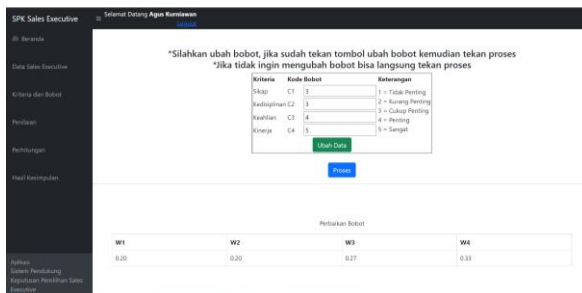 SPK Sales Executive
Selamat Datang Agus Kurniawan
Logout
Beranda
Data Sales Executive
Kriteria dan Bobot
Penilaian
Perhitungan
Hasil Kesimpulan
Aplikasi
Sistem Pendukung
Keputusan Pemilihan Sales
Executive
*Silahkan ubah bobot, jika sudah tekan tombol ubah bobot kemudian tekan proses
*Jika tidak ingin mengubah bobot bisa langsung tekan proses
Kriteria Kode Bobot Keterangan
Sikap C1 3 1 = Tidak Penting
Kedisiplinan C2 3 2 = Kurang Penting
3 = Cukup Penting
Keahlian C3 4 4 = Penting
Kinerja C4 5 5 = Sangat
Ubah Data
Proses
Perbaikan Bobot
W1 W2 W3 W4
0.20 0.20 0.27 0.33